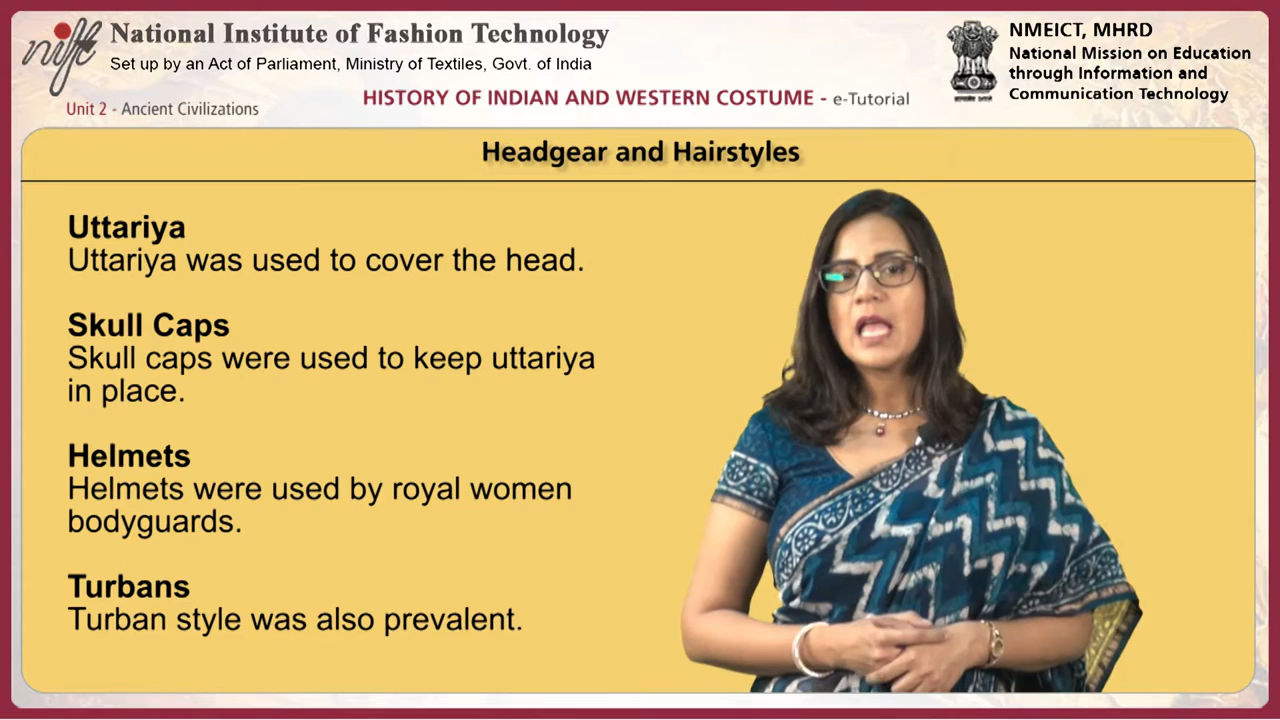 nift
National Institute of Fashion Technology
Set up by an Act of Parliament, Ministry of Textiles, Govt. of India
NMEICT, MHRD
National Mission on Education
through Information and
Communication Technology
Unit 2 - Ancient Civilizations
HISTORY OF INDIAN AND WESTERN COSTUME - e-Tutorial
Headgear and Hairstyles
Uttariya
Uttariya was used to cover the head.
Skull Caps
Skull caps were used to keep uttariya
in place.
Helmets
Helmets were used by royal women
bodyguards.
Turbans
Turban style was also prevalent.